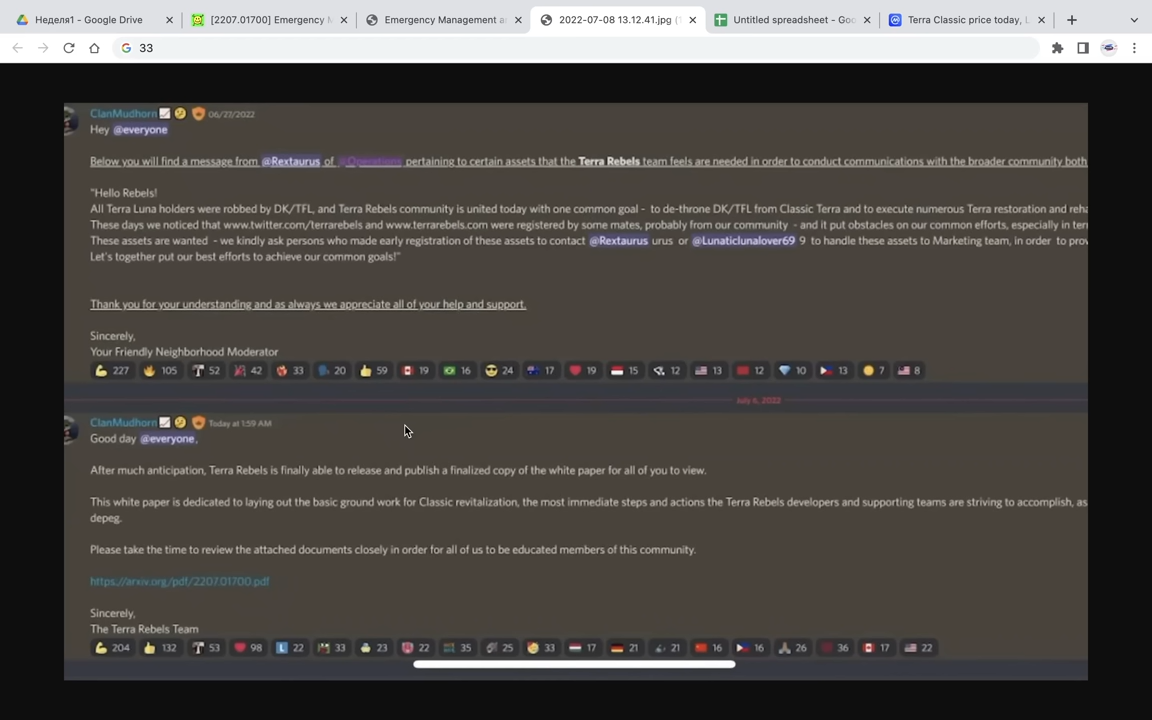 Неделя1 - Google Drive
[2207.01700] Emergency M
Emergency Management a
2022-07-08 13.12.41.jpg (
Untitled spreadsheet - Goo
Terra Classic price today, L
33
ClanMudhorn 06/27/2022
Hey @everyone
Below you will find a message from @Rextaurus of @Operations pertaining to certain assets that the Terra Rebels team feels are needed in order to conduct communications with the broader community both
"Hello Rebels!
All Terra Luna holders were robbed by DK/TFL, and Terra Rebels community is united today with one common goal - to de-throne DK/TFL from Classic Terra and to execute numerous Terra restoration and reha
These days we noticed that www.twitter.com/terrarebels and www.terrarebels.com were registered by some mates, probably from our community - and it put obstacles on our common efforts, especially in ter
These assets are wanted - we kindly ask persons who made early registration of these assets to contact @Rextaurus urus or @Lunaticlunalover69 9 to handle these assets to Marketing team, in order to prov
Let's together put our best efforts to achieve our common goals!"
Thank you for your understanding and as always we appreciate all of your help and support.
Sincerely,
Your Friendly Neighborhood Moderator
227 105 52 42 33 20 59 19 16 24 17 19 15 12 13 12 10 13 7 8
July 6, 2022
ClanMudhorn Today at 1:59 AM
Good day @everyone,
After much anticipation, Terra Rebels is finally able to release and publish a finalized copy of the white paper for all of you to view.
This white paper is dedicated to laying out the basic ground work for Classic revitalization, the most immediate steps and actions the Terra Rebels developers and supporting teams are striving to accomplish, as
depeg.
Please take the time to review the attached documents closely in order for all of us to be educated members of this community.
https://arxiv.org/pdf/2207.01700.pdf
Sincerely,
The Terra Rebels Team
204 132 53 98 22 33 23 22 35 25 33 17 21 21 16 16 26 36 17 22